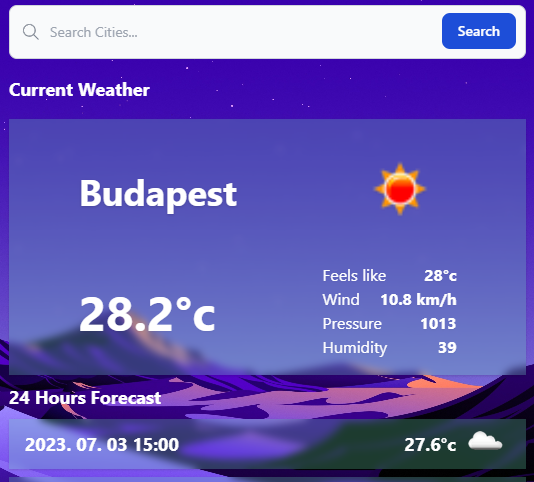 Search Cities...
Search
Current Weather
Budapest
28.2°c
Feels like 28°c
Wind 10.8 km/h
Pressure 1013
Humidity 39
24 Hours Forecast
2023. 07. 03 15:00 27.6°c